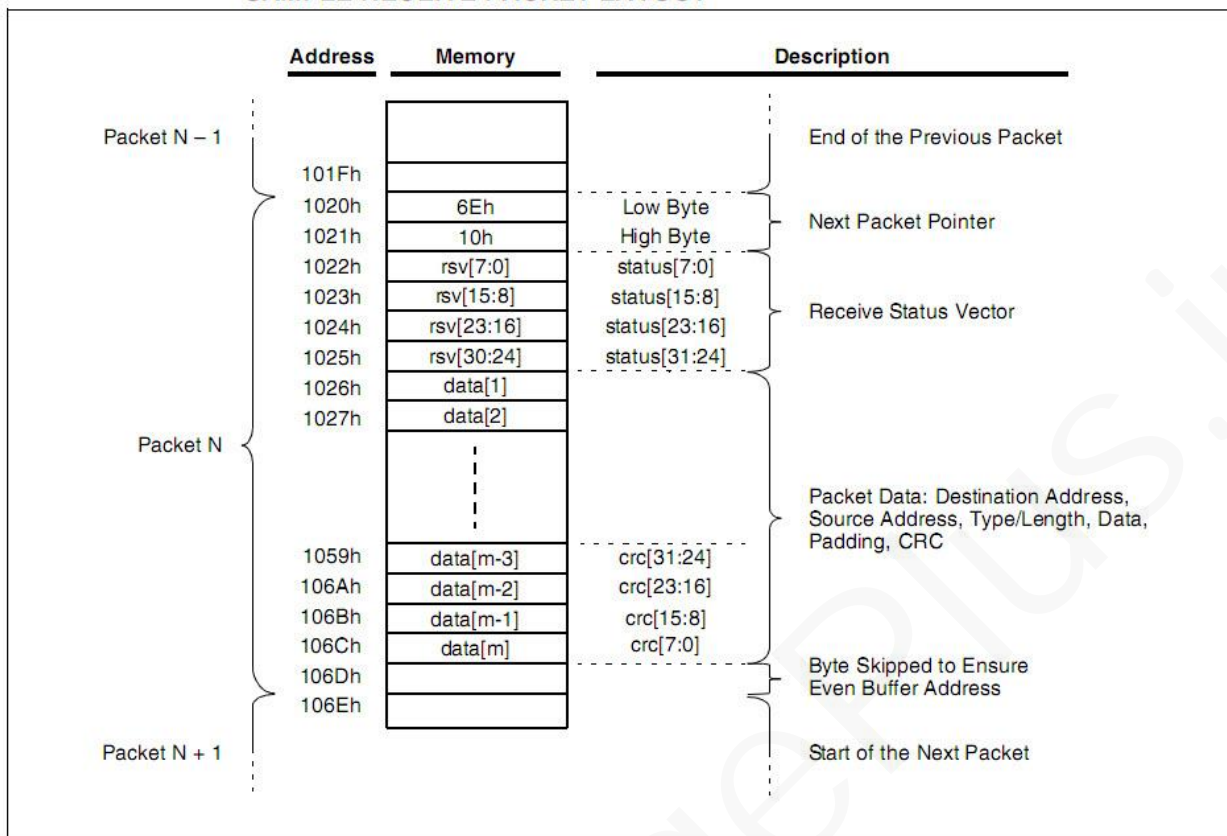 Address Memory Description
Packet N – 1 End of the Previous Packet
101Fh
1020h 6Eh Low Byte
Next Packet Pointer
1021h 10h High Byte
1022h rsv[7:0] status[7:0]
1023h rsv[15:8] status[15:8]
Receive Status Vector
1024h rsv[23:16] status[23:16]
1025h rsv[30:24] status[31:24]
1026h data[1]
1027h data[2]
Packet N
Packet Data: Destination Address,
Source Address, Type/Length, Data,
Padding, CRC
1059h data[m-3] crc[31:24]
106Ah data[m-2] crc[23:16]
106Bh data[m-1] crc[15:8]
106Ch data[m] crc[7:0]
106Dh Byte Skipped to Ensure
Even Buffer Address
106Eh
Packet N + 1 Start of the Next Packet